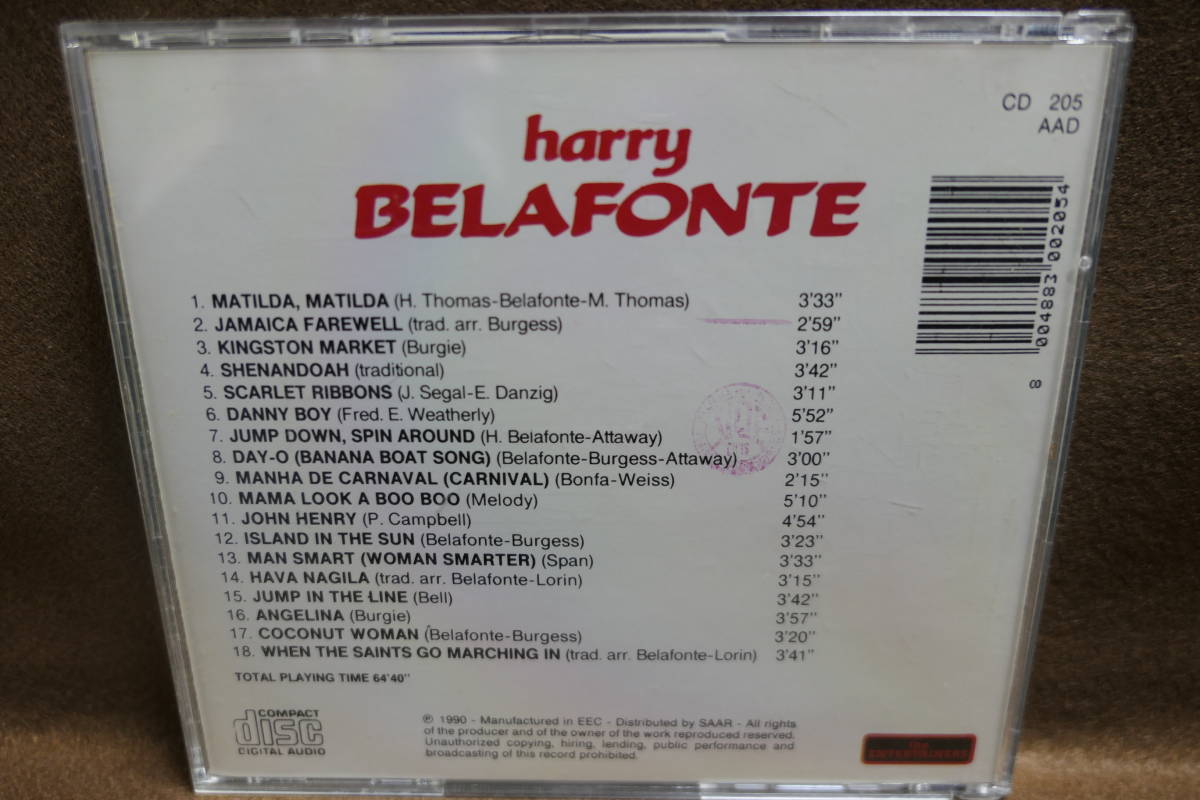 CD 205
AAD
harry
BELAFONTE
8 004883 002054
1. MATILDA, MATILDA (H. Thomas-Belafonte-M. Thomas) 3'33"
2. JAMAICA FAREWELL (trad. arr. Burgess) 2'59"
3. KINGSTON MARKET (Burgie) 3'16"
4. SHENANDOAH (traditional) 3'42"
5. SCARLET RIBBONS (J. Segal-E. Danzig) 3'11"
6. DANNY BOY (Fred. E. Weatherly) 5'52"
7. JUMP DOWN, SPIN AROUND (H. Belafonte-Attaway) 1'57"
8. DAY-O (BANANA BOAT SONG) (Belafonte-Burgess-Attaway) 3'00"
9. MANHA DE CARNAVAL (CARNIVAL) (Bonfa-Weiss) 2'15"
10. MAMA LOOK A BOO BOO (Melody) 5'10"
11. JOHN HENRY (P. Campbell) 4'54"
12. ISLAND IN THE SUN (Belafonte-Burgess) 3'23"
13. MAN SMART (WOMAN SMARTER) (Span) 3'33"
14. HAVA NAGILA (trad. arr. Belafonte-Lorin) 3'15"
15. JUMP IN THE LINE (Bell) 3'42"
16. ANGELINA (Burgie) 3'57"
17. COCONUT WOMAN (Belafonte-Burgess) 3'20"
18. WHEN THE SAINTS GO MARCHING IN (trad. arr. Belafonte-Lorin) 3'41"
TOTAL PLAYING TIME 64'40"
COMPACT
disc
DIGITAL AUDIO
℗ 1990 - Manufactured in EEC - Distributed by SAAR - All rights
of the producer and of the owner of the work reproduced reserved.
Unauthorized copying, hiring, lending, public performance and
broadcasting of this record prohibited.
the
ENTERTAINERS